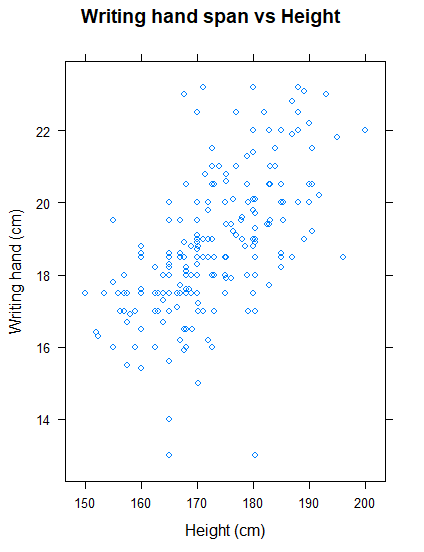 Writing hand span vs Height
22
20
18
16
14
Writing hand (cm)
150 160 170 180 190 200
Height (cm)